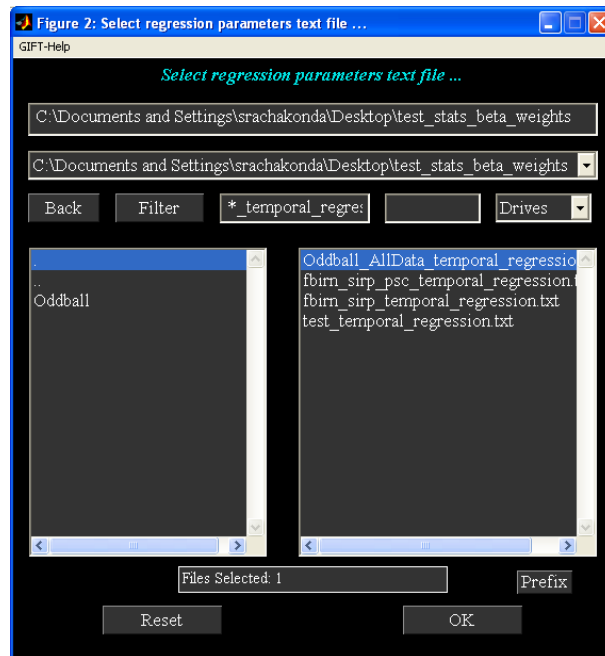 Figure 2: Select regression parameters text file ...
GIFT-Help
Select regression parameters text file ...
C:\Documents and Settings\srachakonda\Desktop\test_stats_beta_weights
C:\Documents and Settings\srachakonda\Desktop\test_stats_beta_weights
Back Filter *_temporal_regres Drives
.
..
Oddball
Oddball_AllData_temporal_regressio
fbirn_sirp_psc_temporal_regression.t
fbirn_sirp_temporal_regression.txt
test_temporal_regression.txt
Files Selected: 1
Prefix
Reset OK